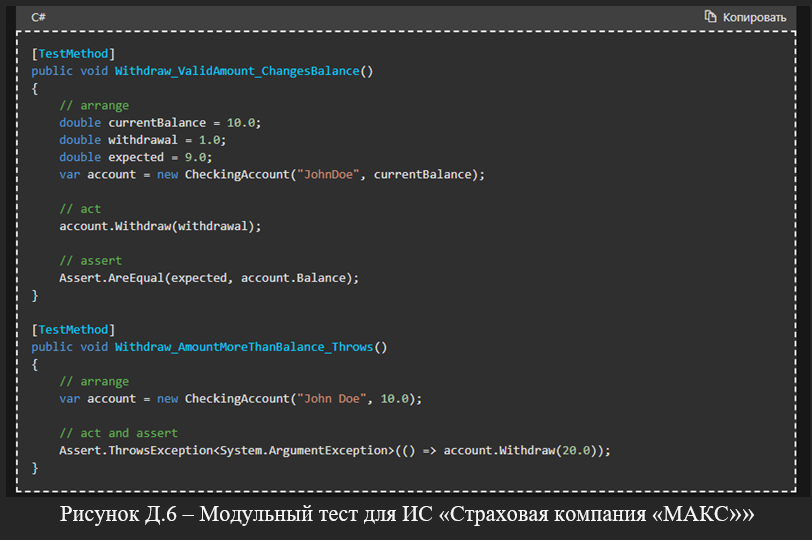 C#
Копировать
[TestMethod]
public void Withdraw_ValidAmount_ChangesBalance()
{
// arrange
double currentBalance = 10.0;
double withdrawal = 1.0;
double expected = 9.0;
var account = new CheckingAccount("JohnDoe", currentBalance);
// act
account.Withdraw(withdrawal);
// assert
Assert.AreEqual(expected, account.Balance);
}
[TestMethod]
public void Withdraw_AmountMoreThanBalance_Throws()
{
// arrange
var account = new CheckingAccount("John Doe", 10.0);
// act and assert
Assert.ThrowsException<System.ArgumentException>(() => account.Withdraw(20.0));
}
Рисунок Д.6 – Модульный тест для ИС «Страховая компания «МАКС»»